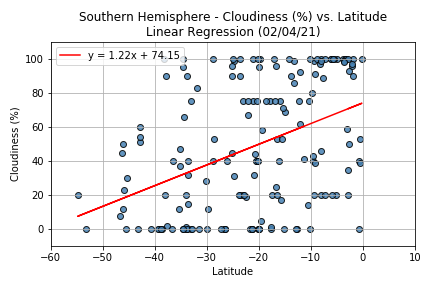 Southern Hemisphere - Cloudiness (%) vs. Latitude
Linear Regression (02/04/21)
y = 1.22x + 74.15
Cloudiness (%)
100
80
60
40
20
0
−60 −50 −40 −30 −20 −10 0 10
Latitude